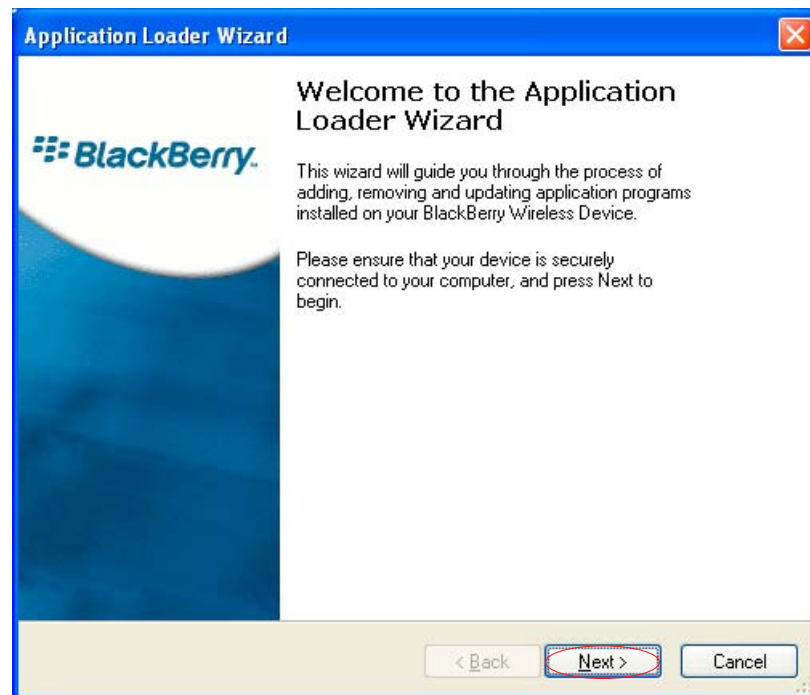 Application Loader Wizard
BlackBerry.
Welcome to the Application
Loader Wizard
This wizard will guide you through the process of
adding, removing and updating application programs
installed on your BlackBerry Wireless Device.
Please ensure that your device is securely
connected to your computer, and press Next to
begin.
< Back
Next >
Cancel